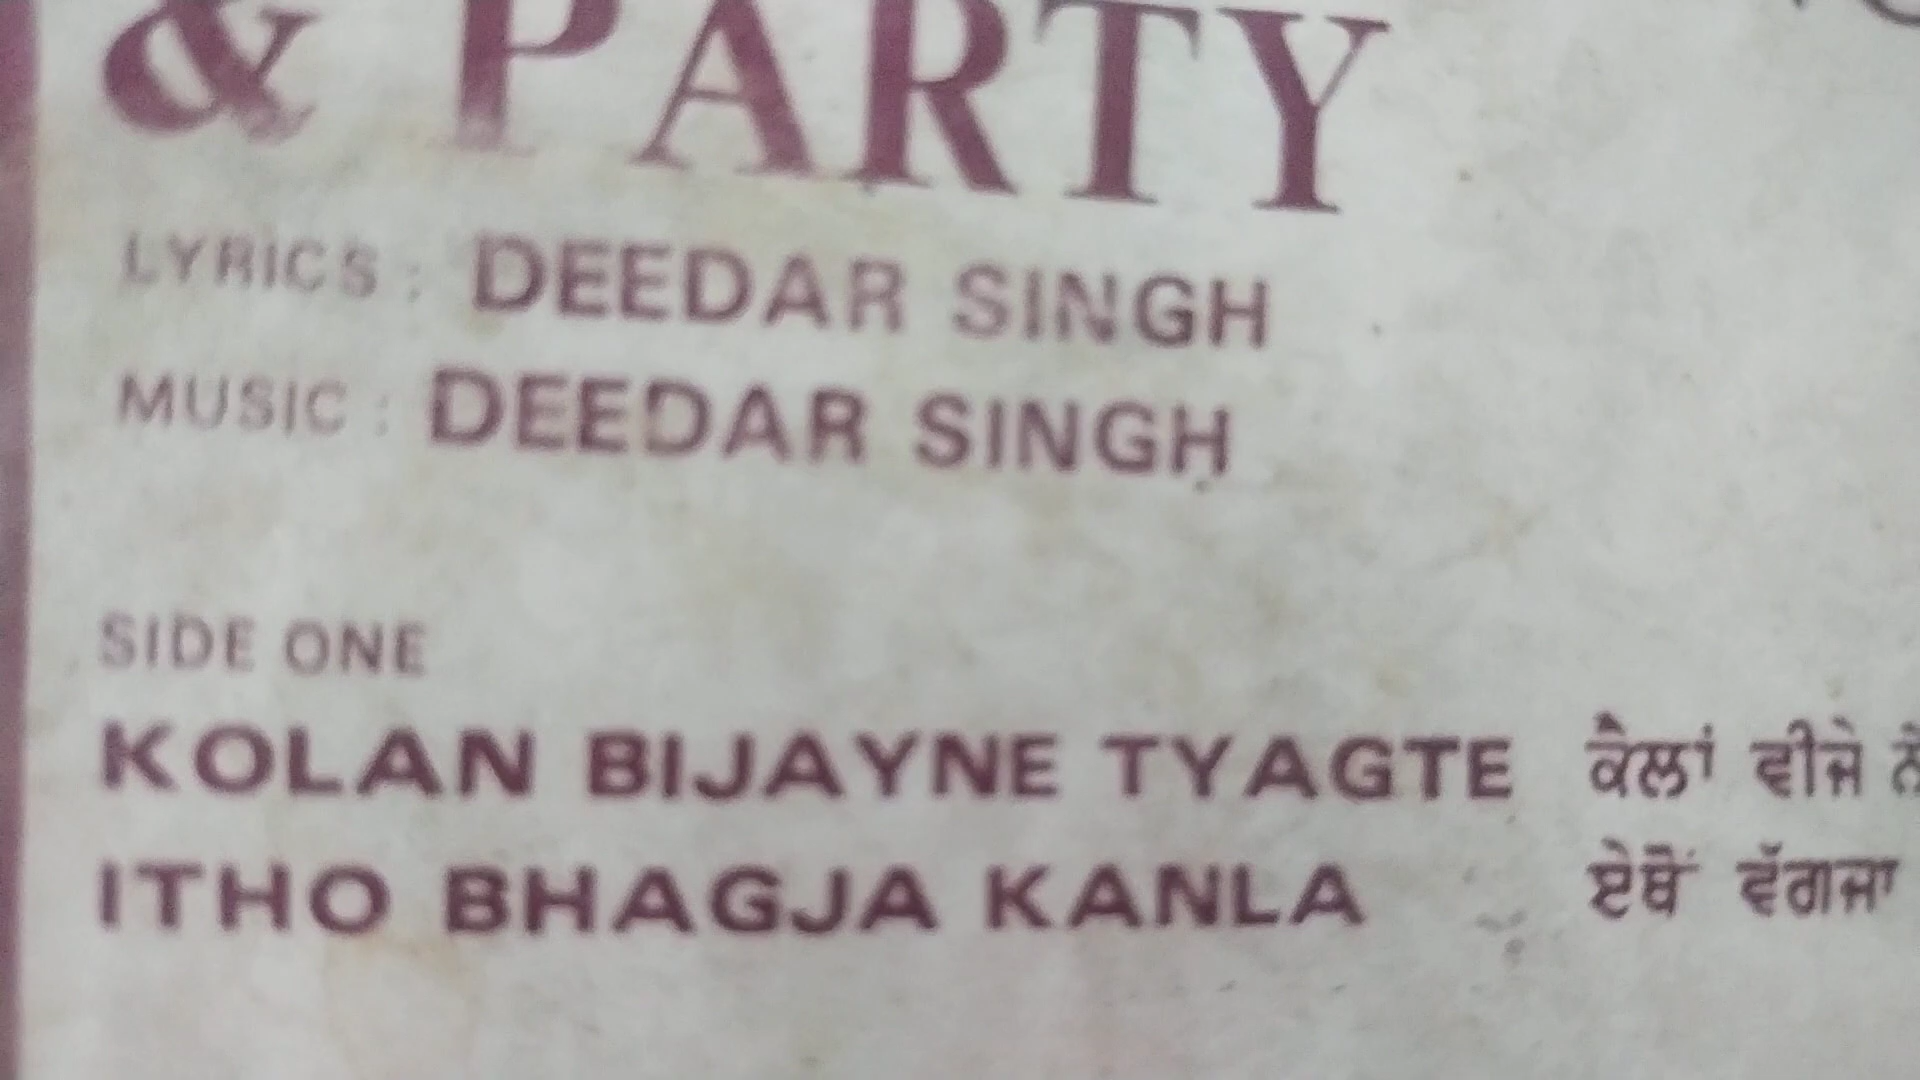 & PARTY
LYRICS : DEEDAR SINGH
MUSIC : DEEDAR SINGH
SIDE ONE
KOLAN BIJAYNE TYAGTE ਕੈਲਾਂ ਵੀਜੇ ਨੇ
ITHO BHAGJA KANLA ਏਥੋਂ ਵੱਗਜਾ